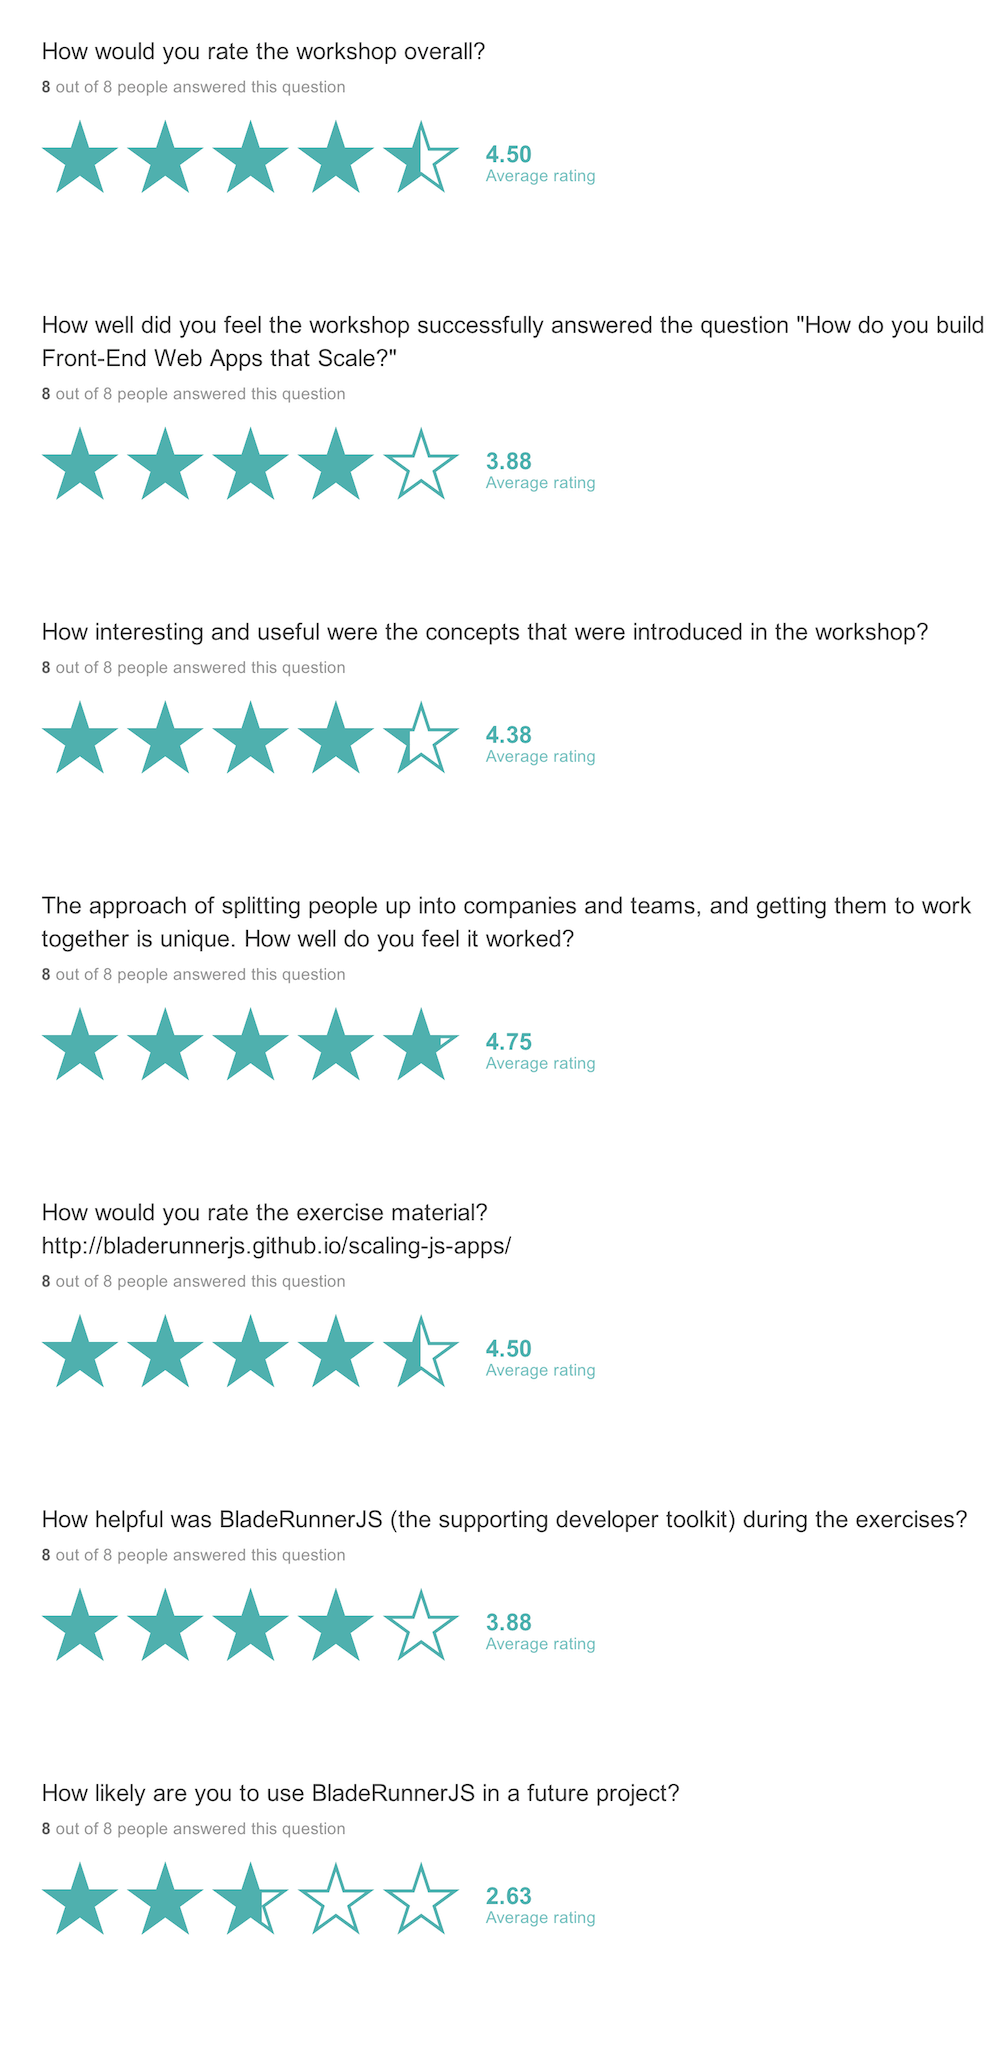 How would you rate the workshop overall?
8 out of 8 people answered this question
4.50
Average rating
How well did you feel the workshop successfully answered the question "How do you build
Front-End Web Apps that Scale?"
8 out of 8 people answered this question
3.88
Average rating
How interesting and useful were the concepts that were introduced in the workshop?
8 out of 8 people answered this question
4.38
Average rating
The approach of splitting people up into companies and teams, and getting them to work
together is unique. How well do you feel it worked?
8 out of 8 people answered this question
4.75
Average rating
How would you rate the exercise material?
http://bladerunnerjs.github.io/scaling-js-apps/
8 out of 8 people answered this question
4.50
Average rating
How helpful was BladeRunnerJS (the supporting developer toolkit) during the exercises?
8 out of 8 people answered this question
3.88
Average rating
How likely are you to use BladeRunnerJS in a future project?
8 out of 8 people answered this question
2.63
Average rating